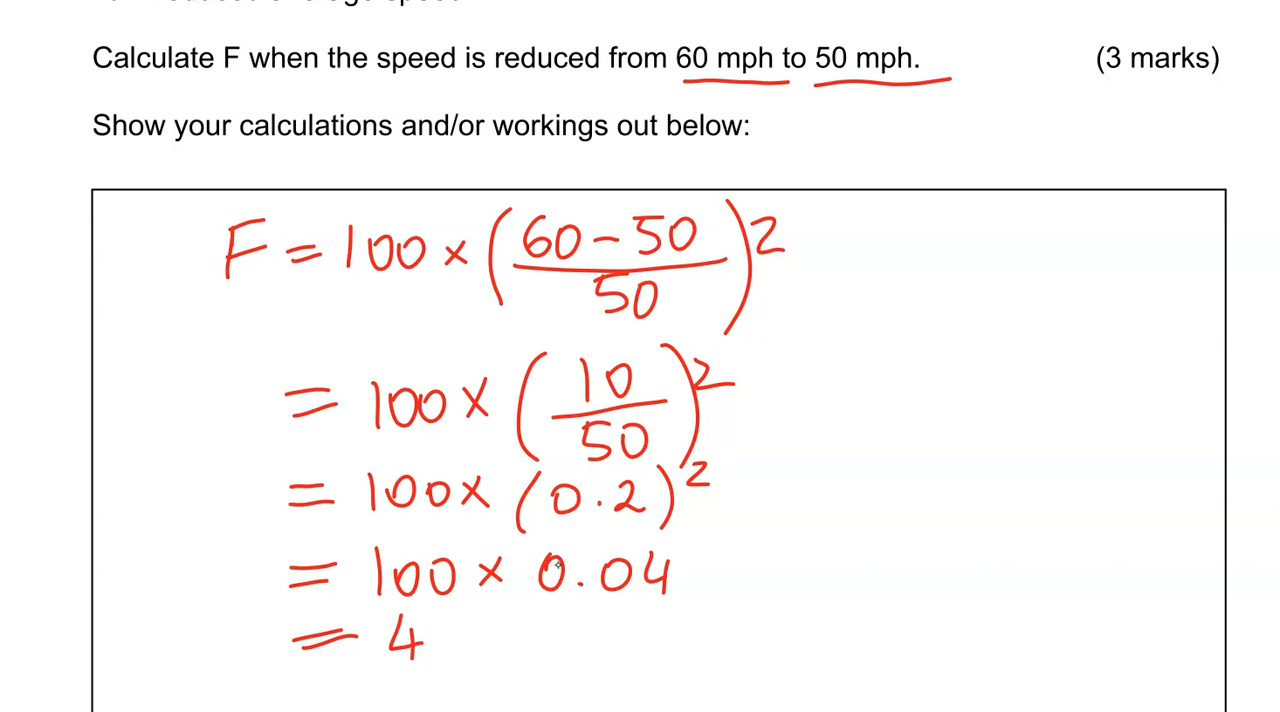 Calculate F when the speed is reduced from 60 mph to 50 mph. (3 marks)
Show your calculations and/or workings out below:
F = 100 × (60 - 50 / 50)²
= 100 × (10 / 50)²
= 100 × (0.2)²
= 100 × 0.04
= 4